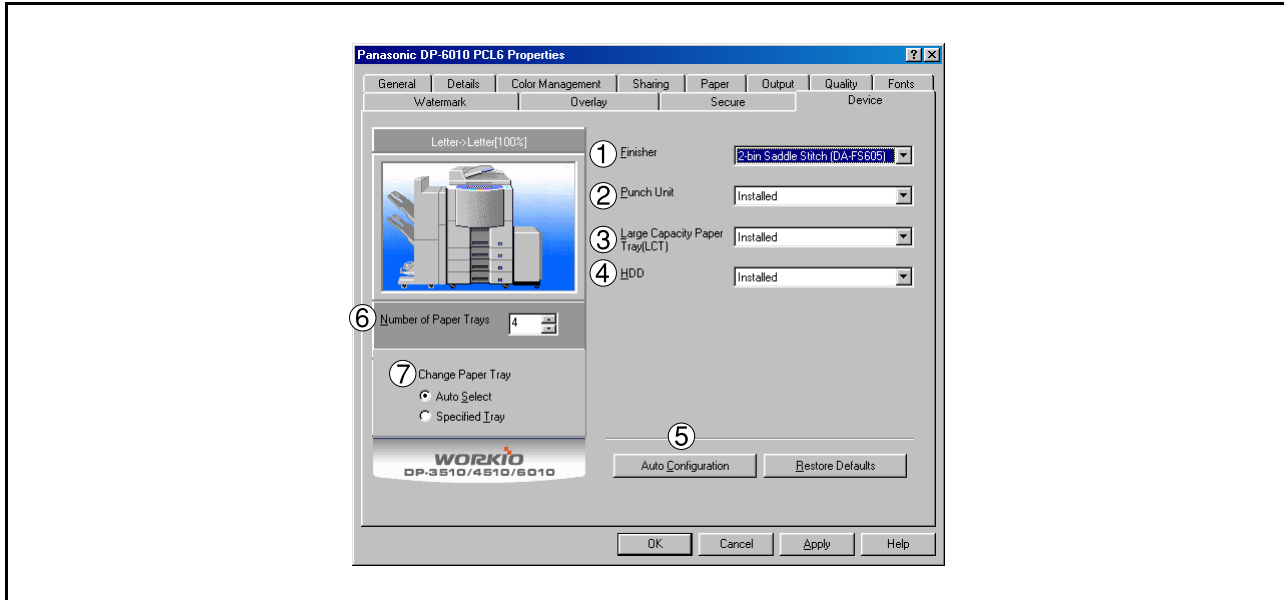 Panasonic DP-6010 PCL6 Properties
General Details Color Management Sharing Paper Output Quality Fonts
Watermark Overlay Secure Device
Letter->Letter[100%]
① Finisher 2-bin Saddle Stitch (DA-FS605)
② Punch Unit Installed
③ Large Capacity Paper Tray(LCT) Installed
④ HDD Installed
⑥ Number of Paper Trays 4
⑦ Change Paper Tray
Auto Select
Specified Tray
⑤
WORKIO
DP-3510/4510/6010
Auto Configuration Restore Defaults
OK Cancel Apply Help